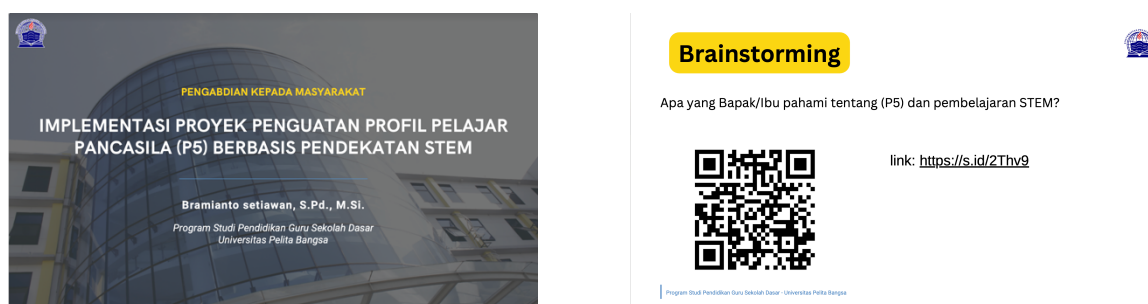 PENGABDIAN KEPADA MASYARAKAT
IMPLEMENTASI PROYEK PENGUATAN PROFIL PELAJAR
PANCASILA (P5) BERBASIS PENDEKATAN STEM
Bramianto setiawan, S.Pd., M.Si.
Program Studi Pendidikan Guru Sekolah Dasar
Universitas Pelita Bangsa
Brainstorming
Apa yang Bapak/Ibu pahami tentang (P5) dan pembelajaran STEM?
link: https://s.id/2Thv9
Program Studi Pendidikan Guru Sekolah Dasar - Universitas Pelita Bangsa